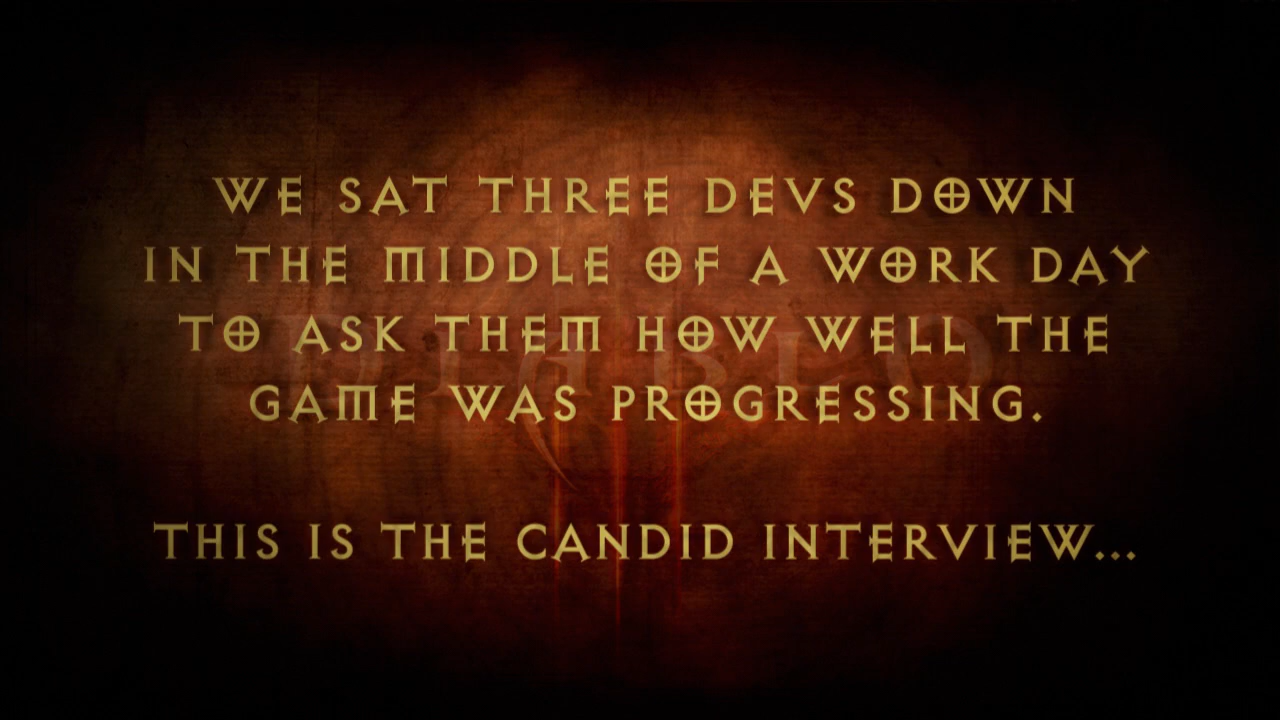 WE SAT THREE DEVS DOWN
IN THE MIDDLE OF A WORK DAY
TO ASK THEM HOW WELL THE
GAME WAS PROGRESSING.
DIABLO
THIS IS THE CANDID INTERVIEW...